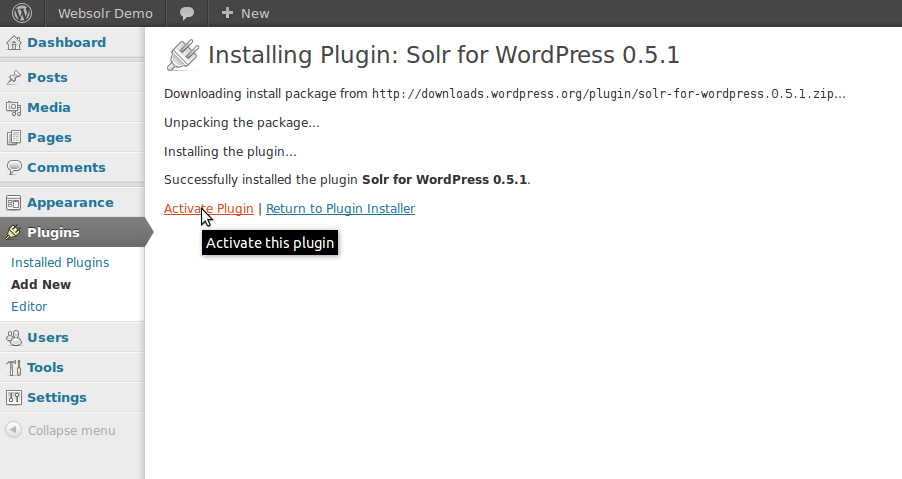 Websolr Demo + New
Dashboard
Posts
Media
Pages
Comments
Appearance
Plugins
Installed Plugins
Add New
Editor
Users
Tools
Settings
Collapse menu
Installing Plugin: Solr for WordPress 0.5.1
Downloading install package from http://downloads.wordpress.org/plugin/solr-for-wordpress.0.5.1.zip…
Unpacking the package…
Installing the plugin…
Successfully installed the plugin Solr for WordPress 0.5.1.
Activate Plugin | Return to Plugin Installer
Activate this plugin